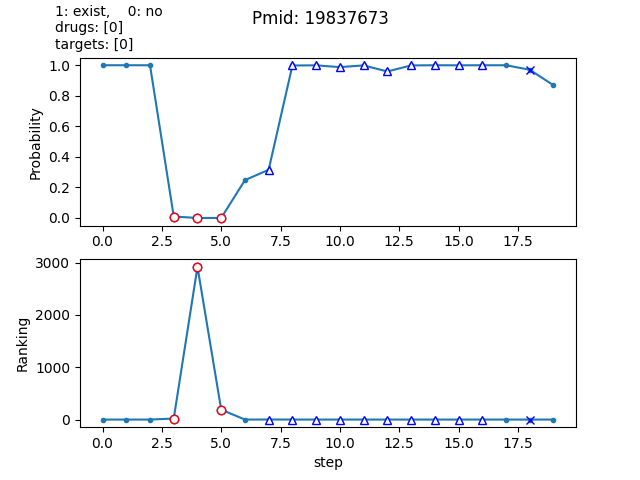 1: exist,    0: no
drugs: [0]
targets: [0]
Pmid: 19837673
Probability
1.0
0.8
0.6
0.4
0.2
0.0
0.0 2.5 5.0 7.5 10.0 12.5 15.0 17.5
Ranking
3000
2000
1000
0
0.0 2.5 5.0 7.5 10.0 12.5 15.0 17.5
step